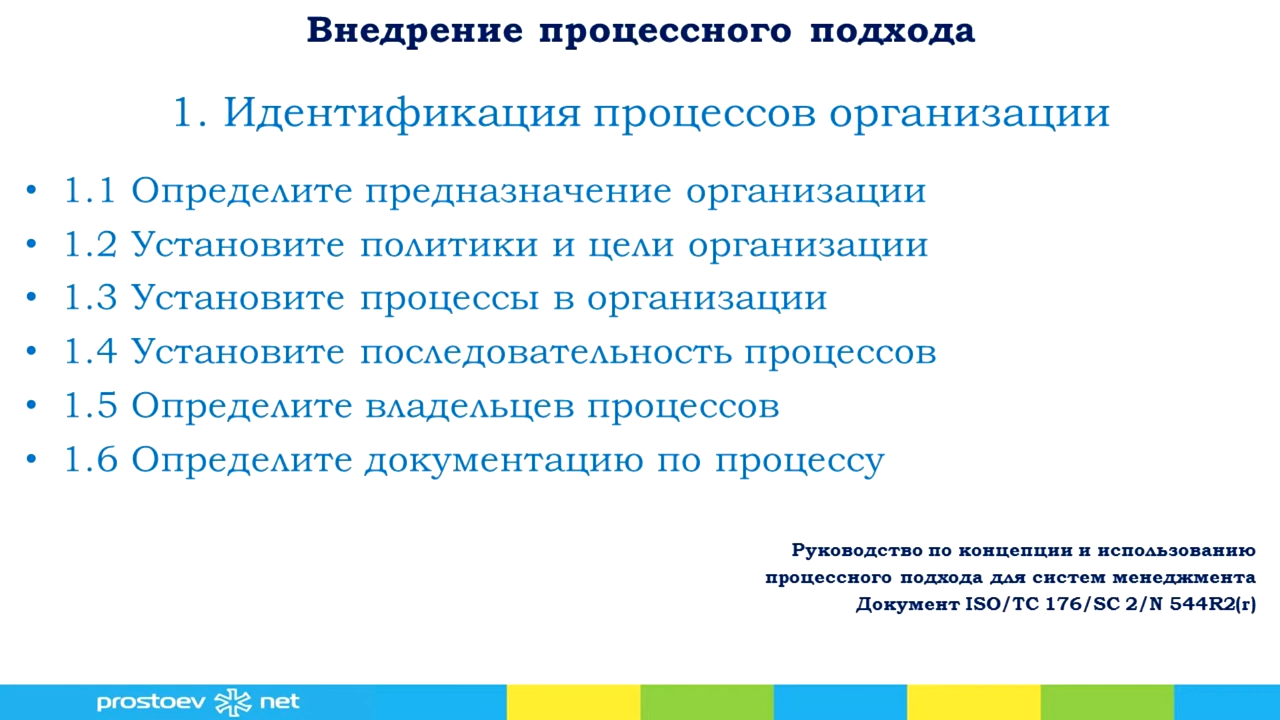 Внедрение процессного подхода
1. Идентификация процессов организации
• 1.1 Определите предназначение организации
• 1.2 Установите политики и цели организации
• 1.3 Установите процессы в организации
• 1.4 Установите последовательность процессов
• 1.5 Определите владельцев процессов
• 1.6 Определите документацию по процессу
Руководство по концепции и использованию
процессного подхода для систем менеджмента
Документ ISO/TC 176/SC 2/N 544R2(r)
prostoev net